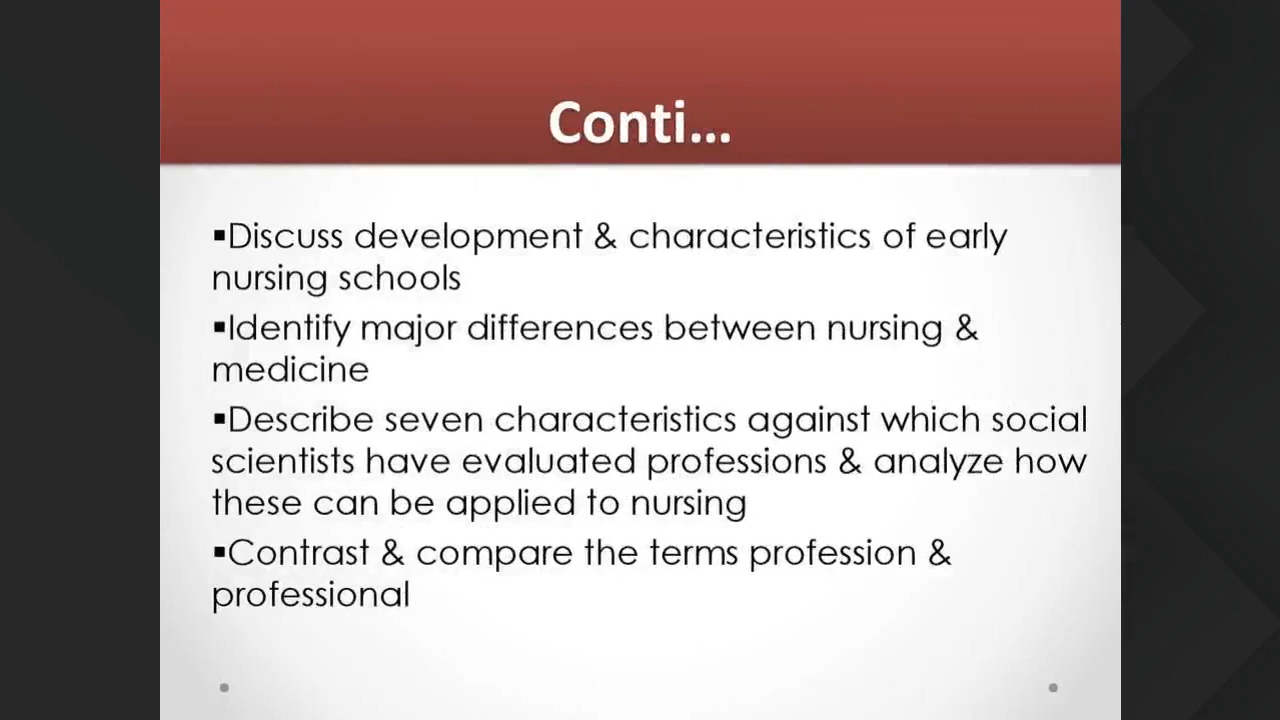 Conti...
▪Discuss development & characteristics of early
nursing schools
▪Identify major differences between nursing &
medicine
▪Describe seven characteristics against which social
scientists have evaluated professions & analyze how
these can be applied to nursing
▪Contrast & compare the terms profession &
professional